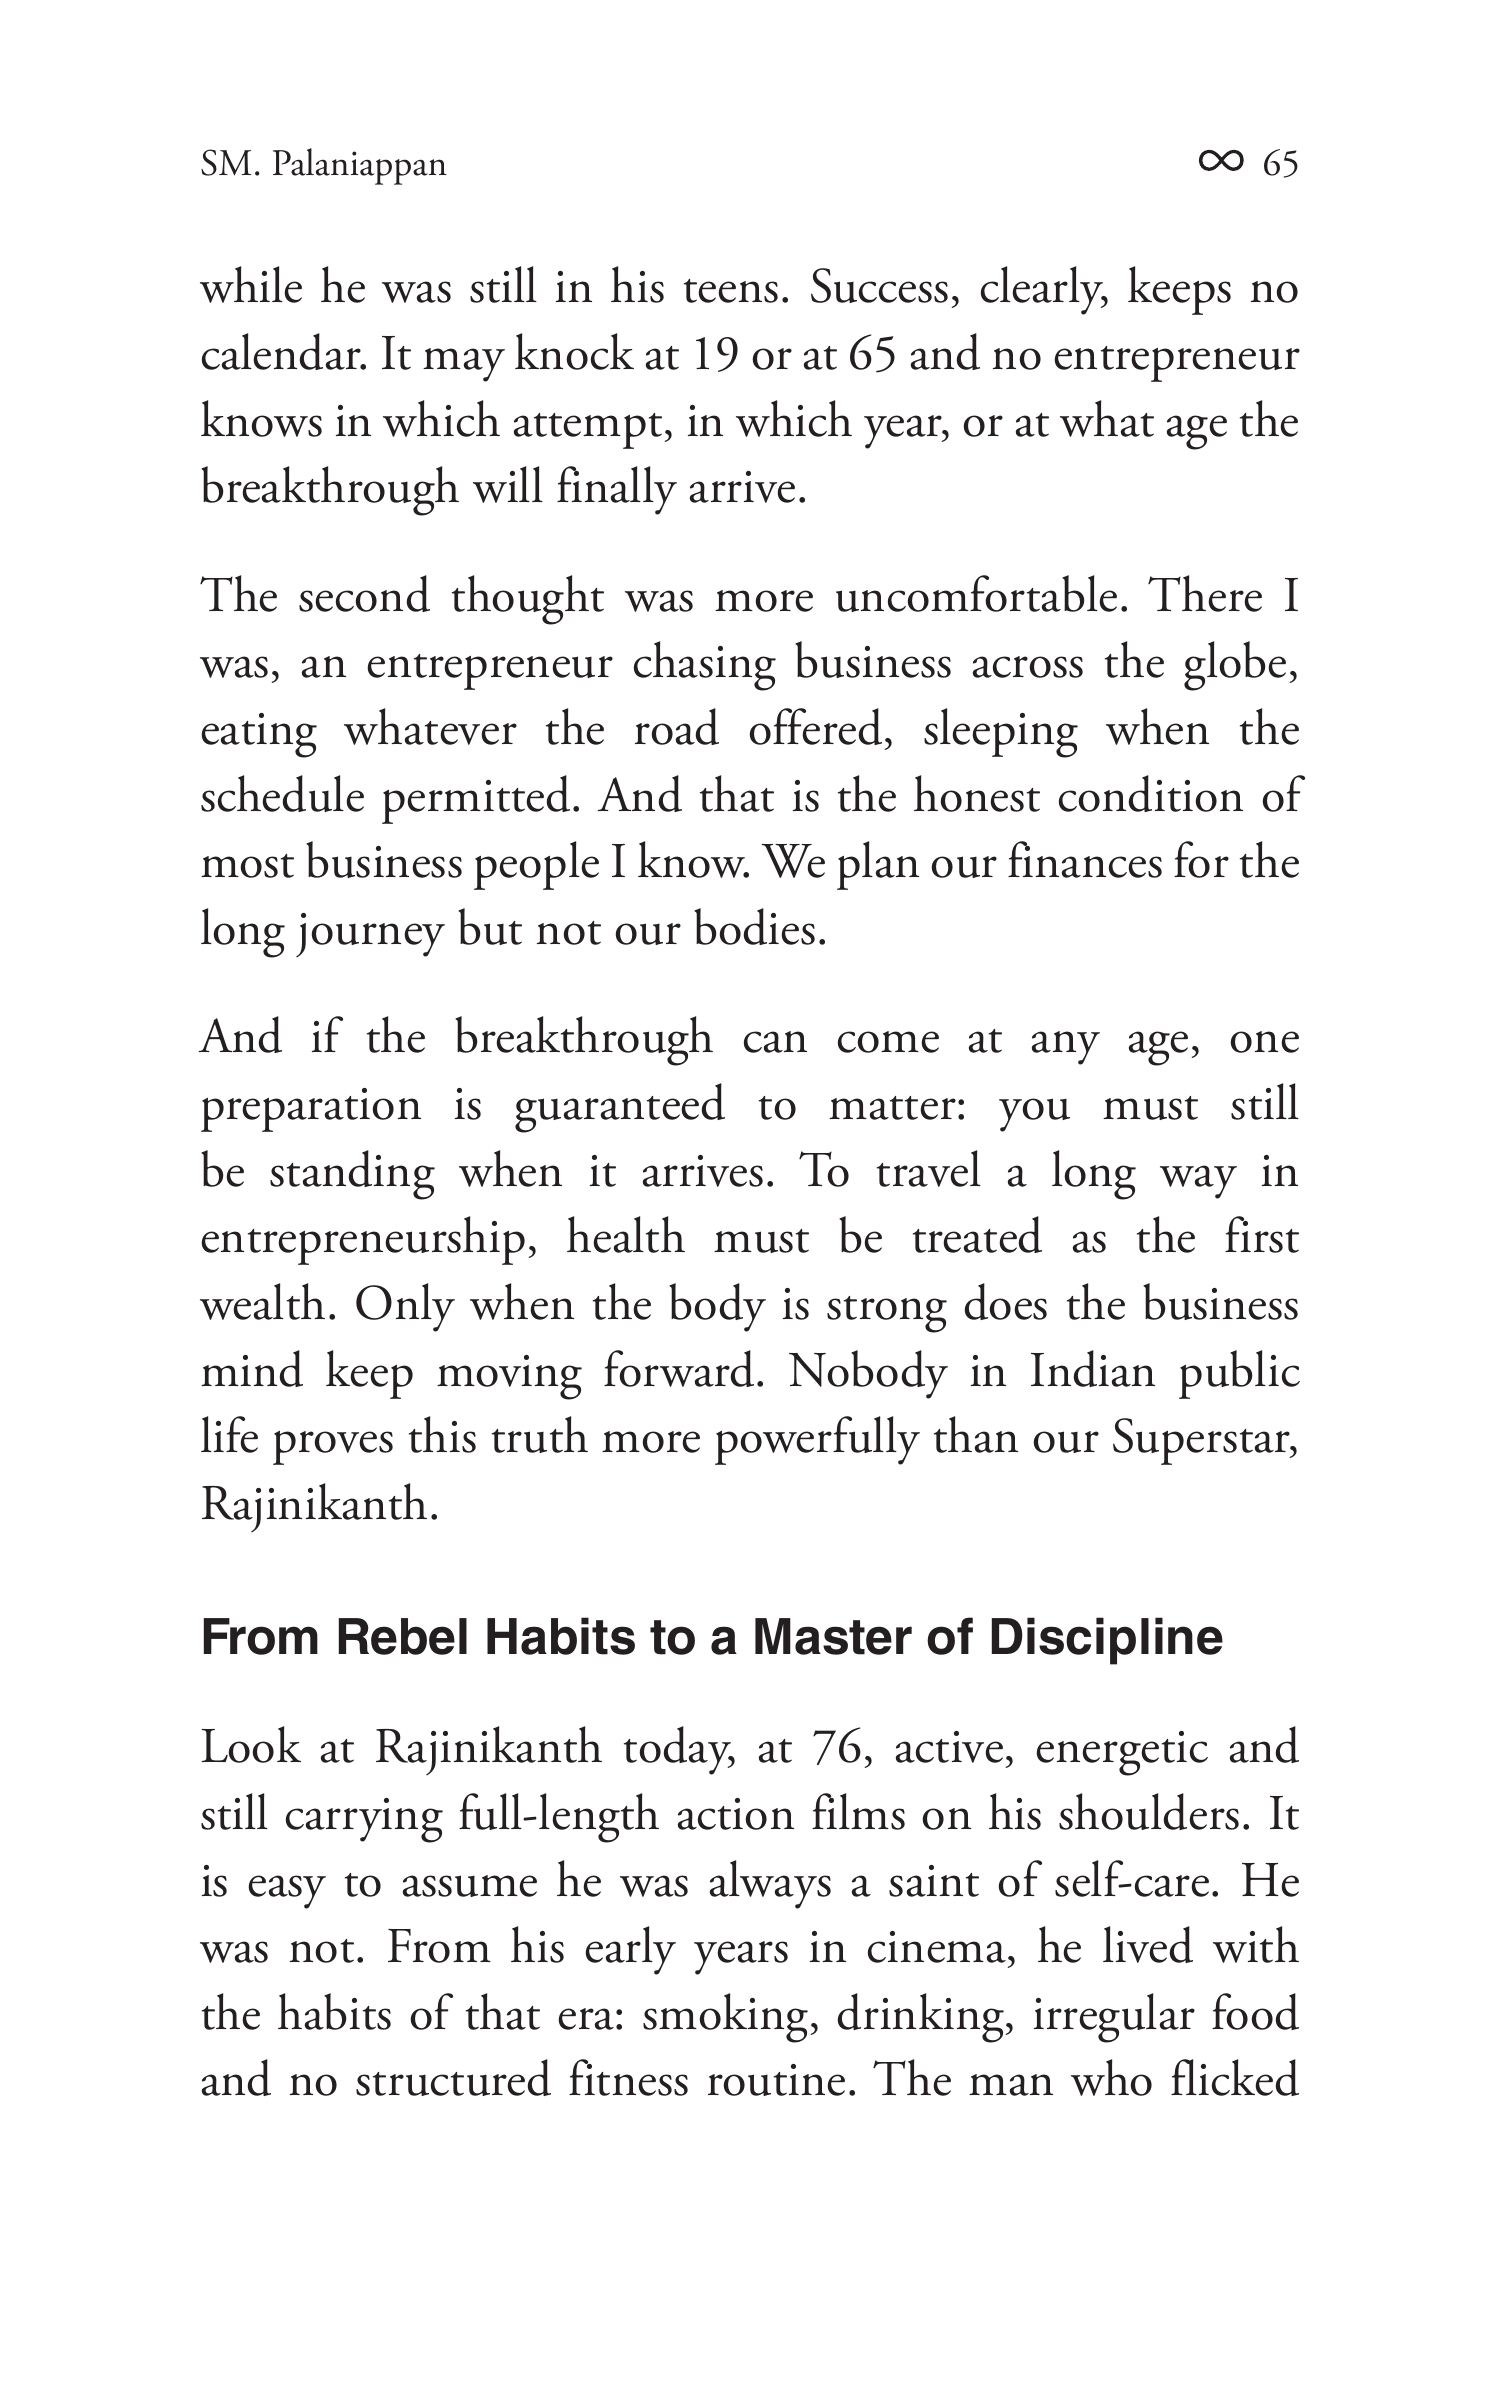 SM. Palaniappan ∞ 65
while he was still in his teens. Success, clearly, keeps no
calendar. It may knock at 19 or at 65 and no entrepreneur
knows in which attempt, in which year, or at what age the
breakthrough will finally arrive.
The second thought was more uncomfortable. There I
was, an entrepreneur chasing business across the globe,
eating whatever the road offered, sleeping when the
schedule permitted. And that is the honest condition of
most business people I know. We plan our finances for the
long journey but not our bodies.
And if the breakthrough can come at any age, one
preparation is guaranteed to matter: you must still
be standing when it arrives. To travel a long way in
entrepreneurship, health must be treated as the first
wealth. Only when the body is strong does the business
mind keep moving forward. Nobody in Indian public
life proves this truth more powerfully than our Superstar,
Rajinikanth.
From Rebel Habits to a Master of Discipline
Look at Rajinikanth today, at 76, active, energetic and
still carrying full-length action films on his shoulders. It
is easy to assume he was always a saint of self-care. He
was not. From his early years in cinema, he lived with
the habits of that era: smoking, drinking, irregular food
and no structured fitness routine. The man who flicked